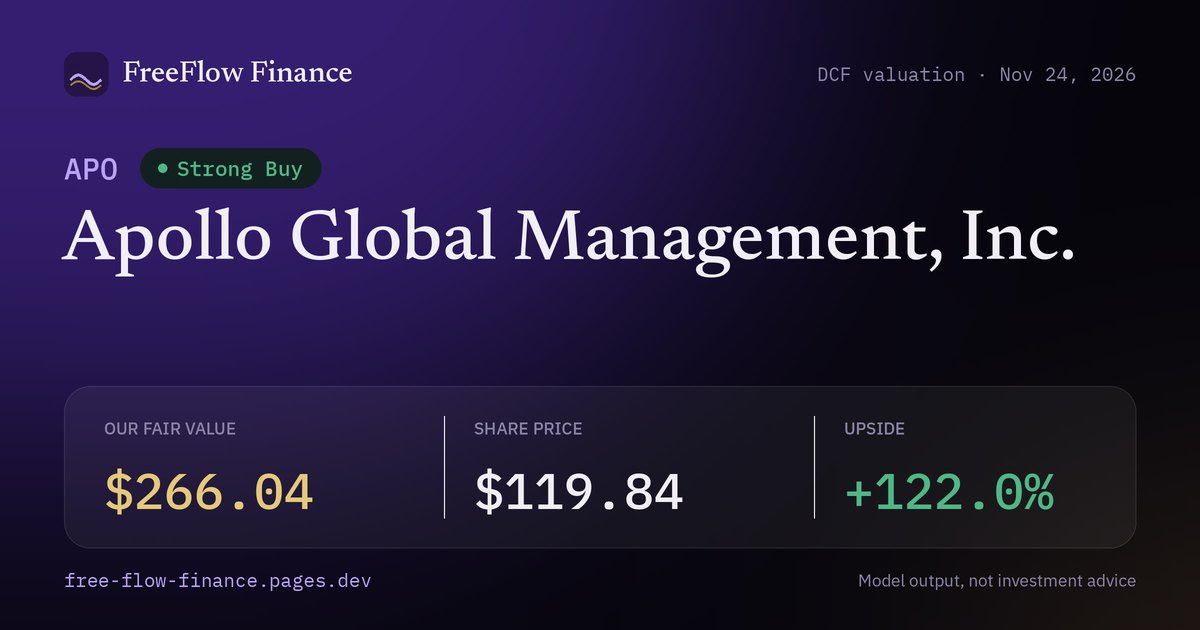 FreeFlow Finance
DCF valuation · Nov 24, 2026
APO
Strong Buy
Apollo Global Management, Inc.
OUR FAIR VALUE
$266.04
SHARE PRICE
$119.84
UPSIDE
+122.0%
free-flow-finance.pages.dev
Model output, not investment advice